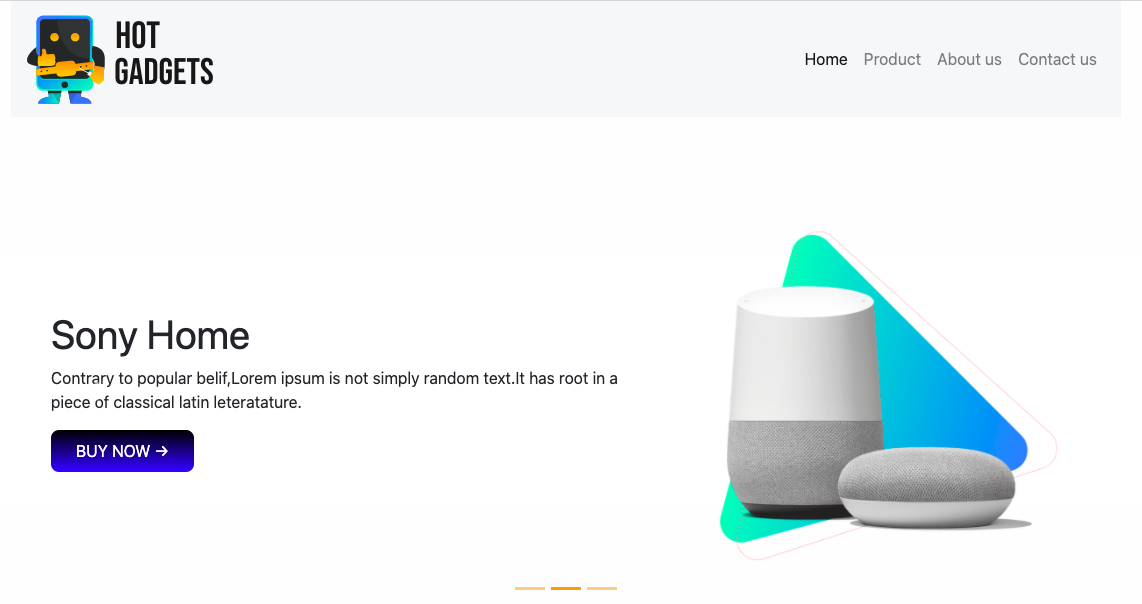 HOT
GADGETS
Home Product About us Contact us
Sony Home
Contrary to popular belif,Lorem ipsum is not simply random text.It has root in a
piece of classical latin leteratature.
BUY NOW →